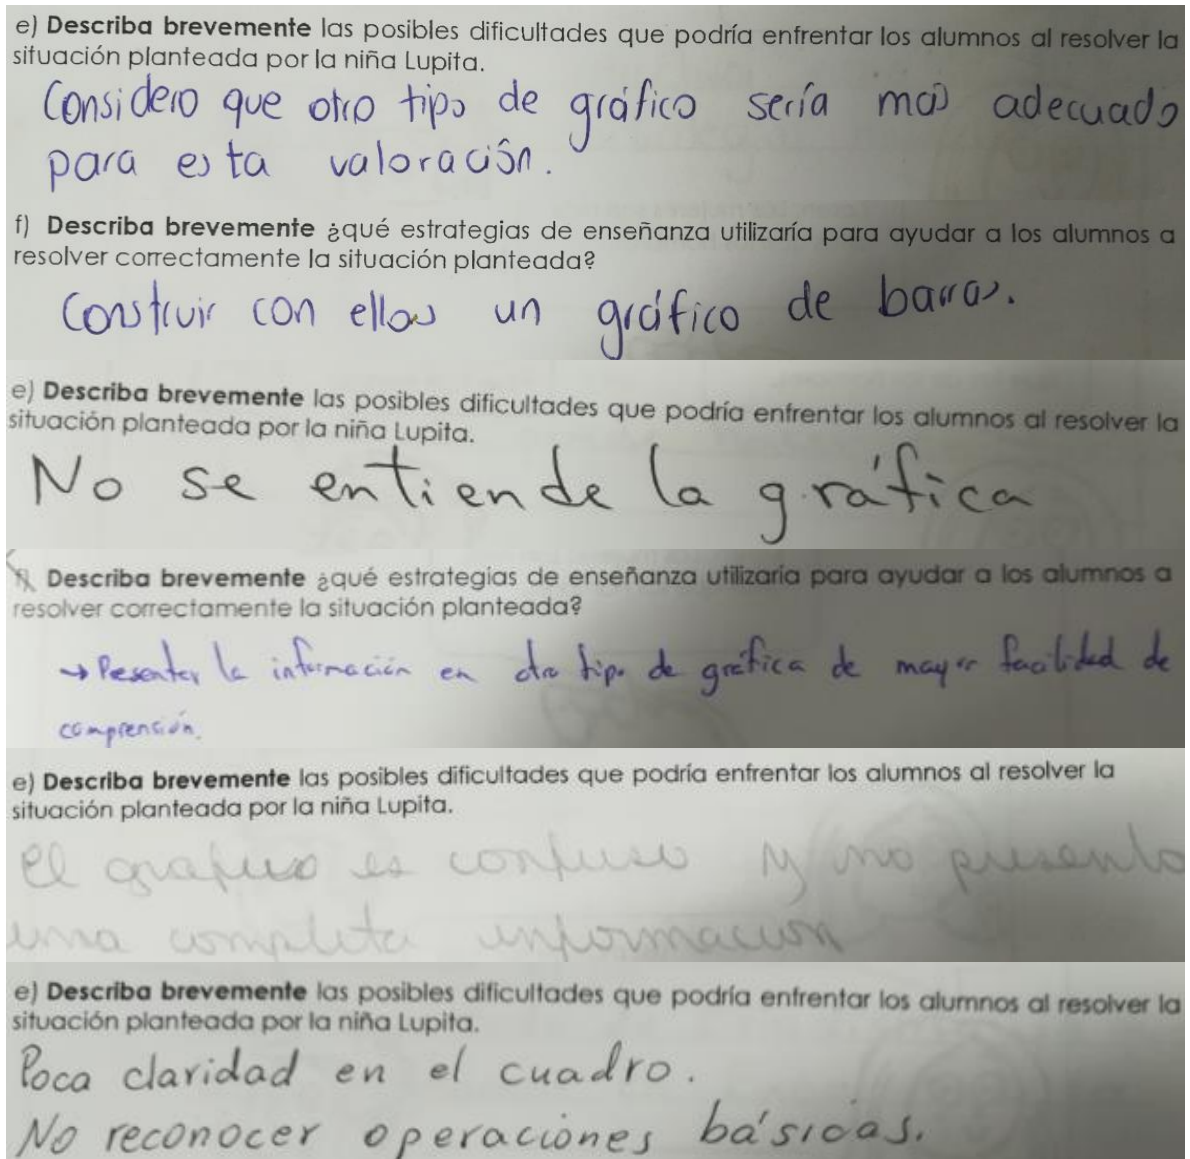 e) Describa brevemente las posibles dificultades que podría enfrentar los alumnos al resolver la
situación planteada por la niña Lupita.
Considero que otro tipo de gráfico sería mas adecuado
para esta valoración.
f) Describa brevemente ¿qué estrategias de enseñanza utilizaría para ayudar a los alumnos a
resolver correctamente la situación planteada?
Construir con ellos un gráfico de barras.
e) Describa brevemente las posibles dificultades que podría enfrentar los alumnos al resolver la
situación planteada por la niña Lupita.
No se entiende la gráfica
f) Describa brevemente ¿qué estrategias de enseñanza utilizaría para ayudar a los alumnos a
resolver correctamente la situación planteada?
→ Presentar la información en otro tipo de gráfica de mayor facilidad de
comprención.
e) Describa brevemente las posibles dificultades que podría enfrentar los alumnos al resolver la
situación planteada por la niña Lupita.
El grafico es confuso y no presenta
una completa informacion
e) Describa brevemente las posibles dificultades que podría enfrentar los alumnos al resolver la
situación planteada por la niña Lupita.
Poca claridad en el cuadro.
No reconocer operaciones básicas.